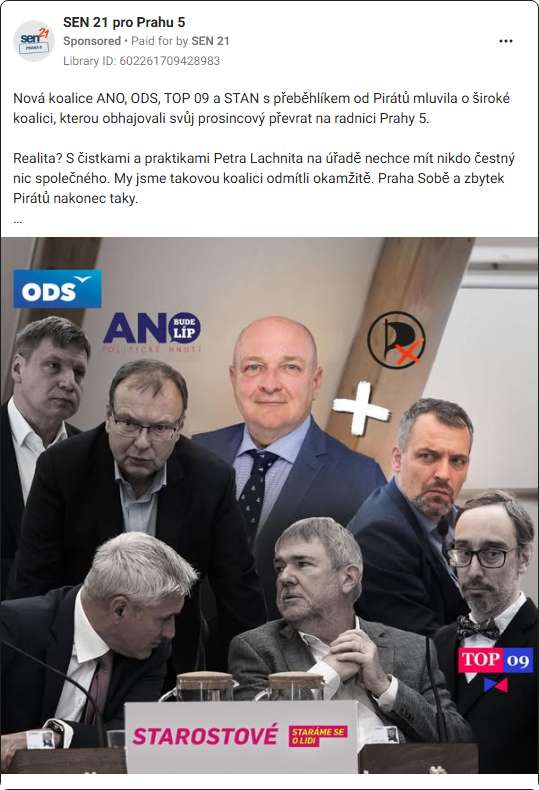 SEN 21 pro Prahu 5
Sponsored • Paid for by SEN 21
Library ID: 602261709428983
sen21
PRAHA 5
Nová koalice ANO, ODS, TOP 09 a STAN s přeběhlíkem od Pirátů mluvila o široké
koalici, kterou obhajovali svůj prosincový převrat na radnici Prahy 5.
Realita? S čistkami a praktikami Petra Lachnita na úřadě nechce mít nikdo čestný
nic společného. My jsme takovou koalici odmítli okamžitě. Praha Sobě a zbytek
Pirátů nakonec taky.
...
ODS
ANO
BUDE
LÍP
POLITICKÉ HNUTÍ
TOP 09
STAROSTOVÉ
STARÁME SE
O LIDI